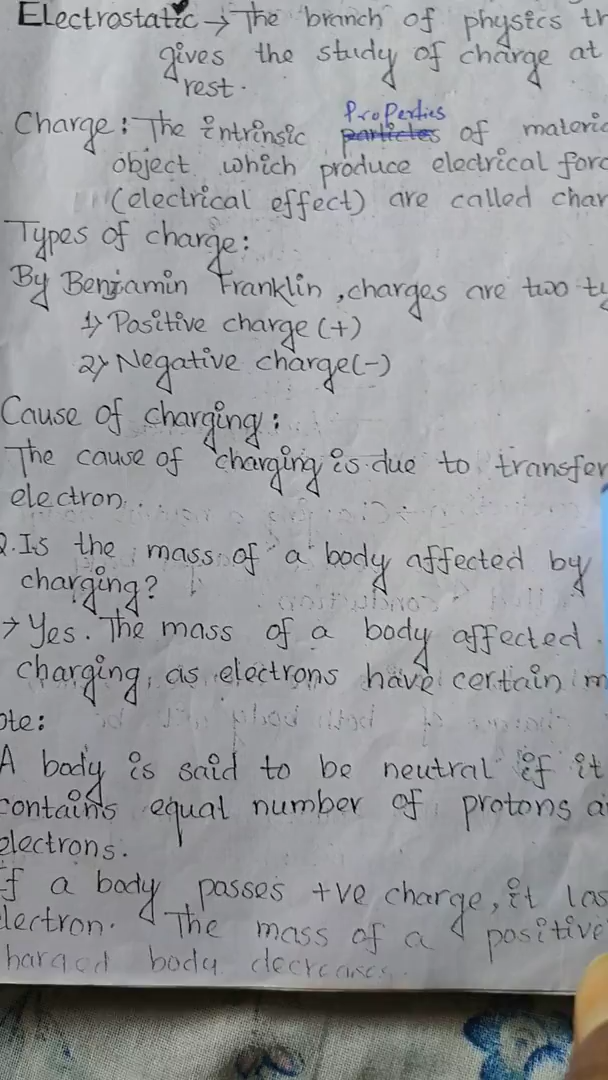 Electrostatic → The branch of physics th
gives the study of charge at
rest.
Properties
Charge: The intrinsic particles of materia
object which produce electrical forc
(electrical effect) are called char
Types of charge:
By Benjamin Franklin, charges are two ty
1) Positive charge (+)
2) Negative charge(-)
Cause of charging:
The cause of charging is due to transfer
electron.
Q. Is the mass of a body affected by
charging?
→ Yes. The mass of a body affected
charging, as electrons have certain m
ote:
A body is said to be neutral if it
contains equal number of protons a
electrons.
If a body passes +ve charge, it los
lectron. The mass of a positive
harged body decreases.